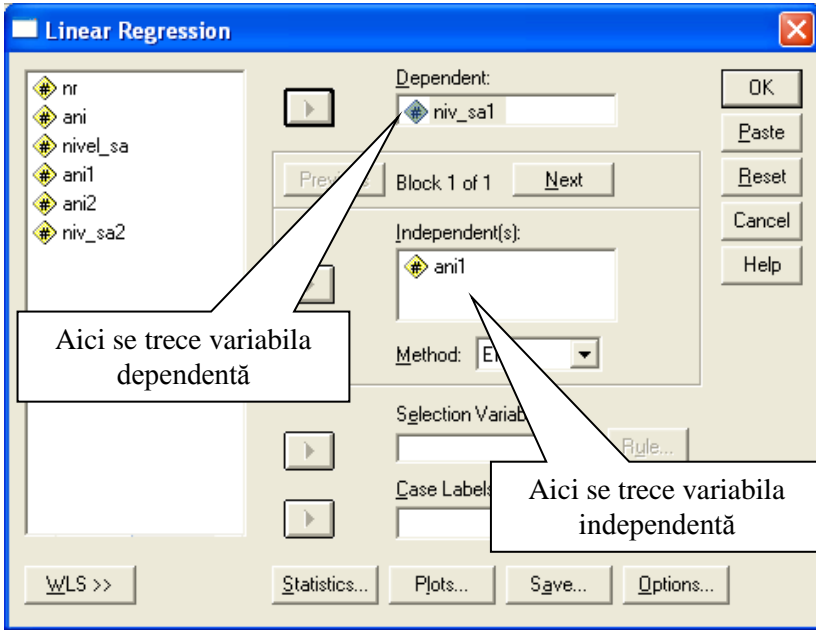 Linear Regression
nr
ani
nivel_sa
ani1
ani2
niv_sa2
Dependent:
niv_sa1
Block 1 of 1
Next
Independent(s):
ani1
Method:
Selection
Rule...
Case Labels
OK
Paste
Reset
Cancel
Help
Aici se trece variabila
dependentă
Aici se trece variabila
independentă
WLS >>
Statistics...
Plots...
Save...
Options...